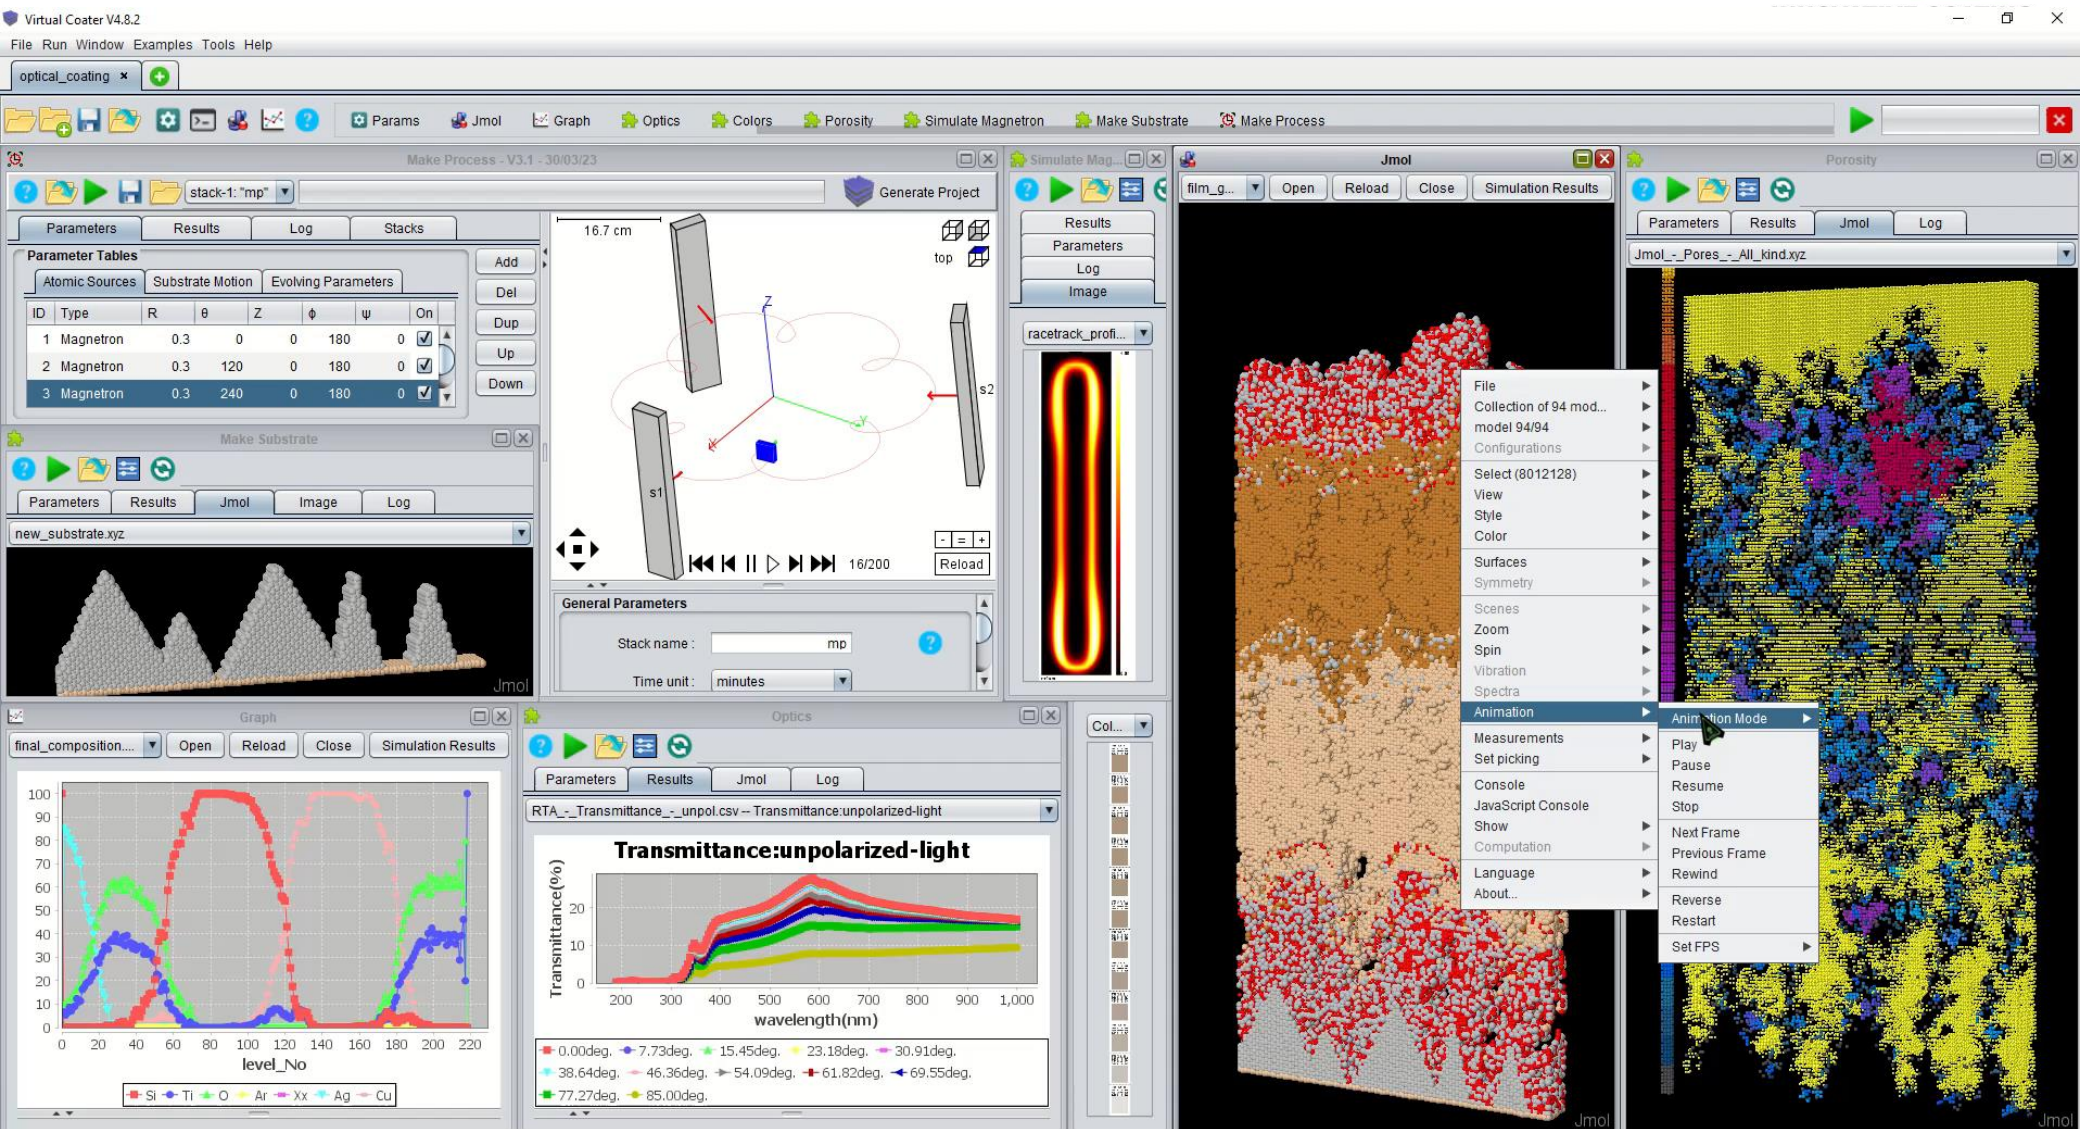 Virtual Coater V4.8.2
File Run Window Examples Tools Help
optical_coating
Params Jmol Graph Optics Colors Porosity Simulate Magnetron Make Substrate Make Process
Make Process - V3.1 - 30/03/23
stack-1: "mp"
Generate Project
Parameters Results Log Stacks
Parameter Tables
Atomic Sources Substrate Motion Evolving Parameters
ID Type R θ Z ϕ ψ On
1 Magnetron 0.3 0 0 180 0
2 Magnetron 0.3 120 0 180 0
3 Magnetron 0.3 240 0 180 0
Add
Del
Dup
Up
Down
16.7 cm
top
Z
Y
X
s1
s2
- = +
16/200
Reload
General Parameters
Stack name : mp
Time unit : minutes
Make Substrate
Parameters Results Jmol Image Log
new_substrate.xyz
Jmol
Simulate Mag...
Results
Parameters
Log
Image
racetrack_profi...
Jmol
film_g... Open Reload Close Simulation Results
File
Collection of 94 mod...
model 94/94
Configurations
Select (8012128)
View
Style
Color
Surfaces
Symmetry
Scenes
Zoom
Spin
Vibration
Spectra
Animation
Measurements
Set picking
Console
JavaScript Console
Show
Computation
Language
About...
Animation Mode
Play
Pause
Resume
Stop
Next Frame
Previous Frame
Rewind
Reverse
Restart
Set FPS
Jmol
Porosity
Parameters Results Jmol Log
Jmol_-_Pores_-_All_kind.xyz
Jmol
Graph
final_composition.... Open Reload Close Simulation Results
100
90
80
70
60
50
40
30
20
10
0
0 20 40 60 80 100 120 140 160 180 200 220
level_No
Si Ti O Ar Xx Ag Cu
Optics
Parameters Results Jmol Log
RTA_-_Transmittance_-_unpol.csv -- Transmittance:unpolarized-light
Transmittance:unpolarized-light
Transmittance(%)
20
10
0
200 300 400 500 600 700 800 900 1,000
wavelength(nm)
0.00deg. 7.73deg. 15.45deg. 23.18deg. 30.91deg.
38.64deg. 46.36deg. 54.09deg. 61.82deg. 69.55deg.
77.27deg. 85.00deg.
Col...